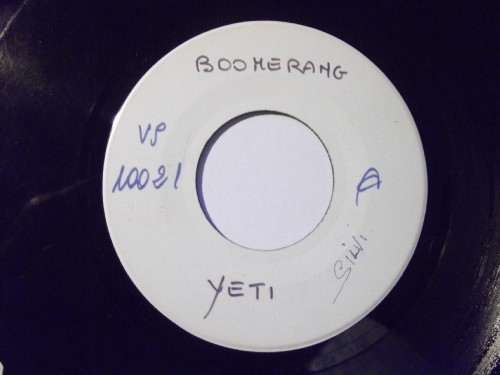 BOOMERANG
VS
10021
A
YETI